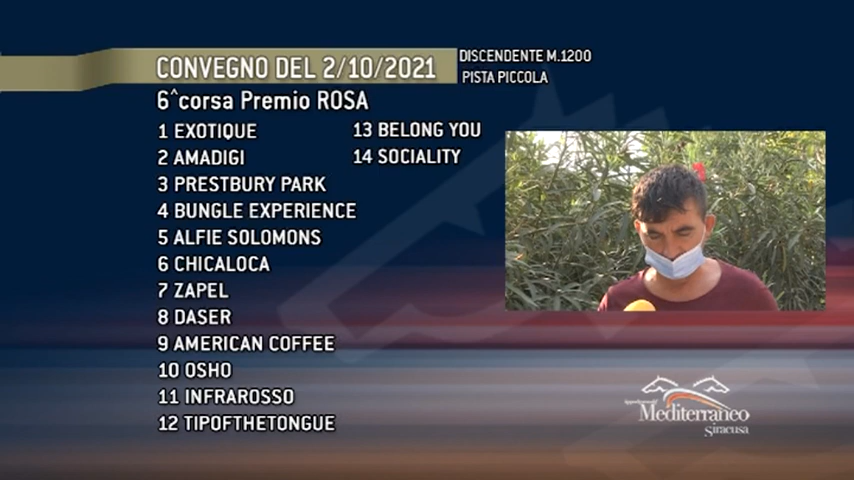 CONVEGNO DEL 2/10/2021
DISCENDENTE M.1200
PISTA PICCOLA
6^corsa Premio ROSA
1 EXOTIQUE
2 AMADIGI
3 PRESTBURY PARK
4 BUNGLE EXPERIENCE
5 ALFIE SOLOMONS
6 CHICALOCA
7 ZAPEL
8 DASER
9 AMERICAN COFFEE
10 OSHO
11 INFRAROSSO
12 TIPOFTHETONGUE
13 BELONG YOU
14 SOCIALITY
Mediterraneo
Siracusa